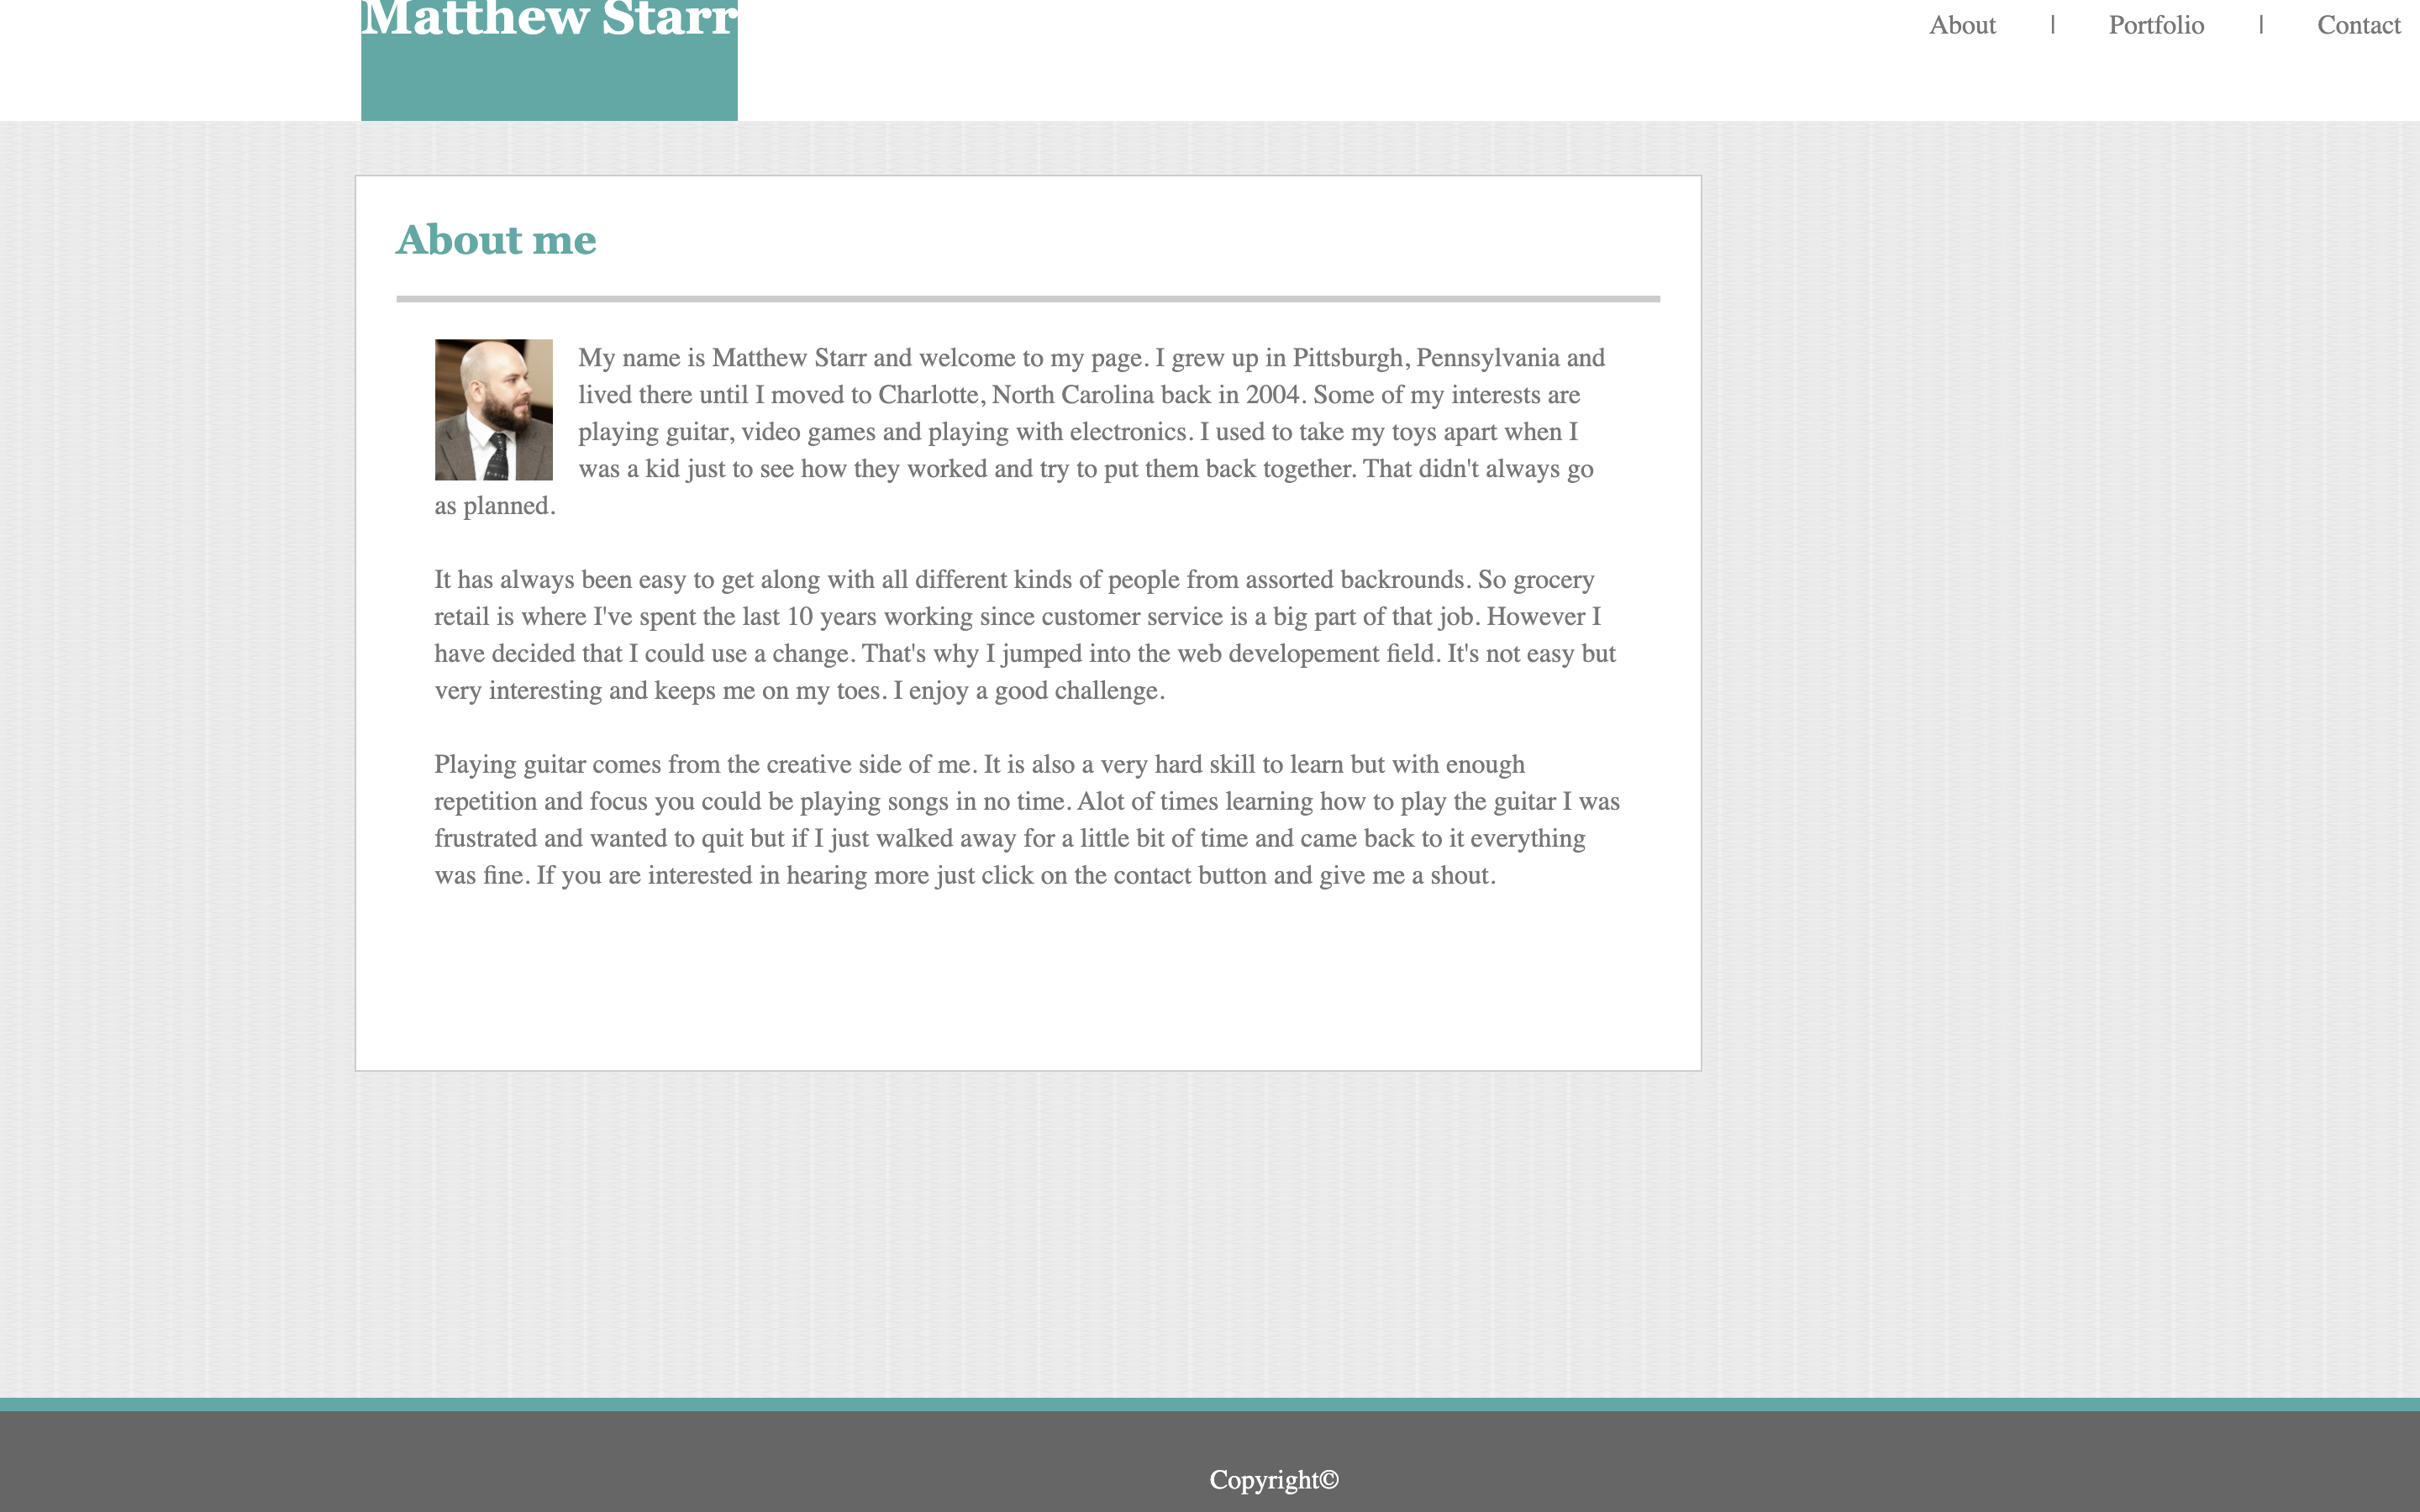 Matthew Starr
About | Portfolio | Contact
About me
My name is Matthew Starr and welcome to my page. I grew up in Pittsburgh, Pennsylvania and
lived there until I moved to Charlotte, North Carolina back in 2004. Some of my interests are
playing guitar, video games and playing with electronics. I used to take my toys apart when I
was a kid just to see how they worked and try to put them back together. That didn't always go
as planned.
It has always been easy to get along with all different kinds of people from assorted backrounds. So grocery
retail is where I've spent the last 10 years working since customer service is a big part of that job. However I
have decided that I could use a change. That's why I jumped into the web developement field. It's not easy but
very interesting and keeps me on my toes. I enjoy a good challenge.
Playing guitar comes from the creative side of me. It is also a very hard skill to learn but with enough
repetition and focus you could be playing songs in no time. Alot of times learning how to play the guitar I was
frustrated and wanted to quit but if I just walked away for a little bit of time and came back to it everything
was fine. If you are interested in hearing more just click on the contact button and give me a shout.
Copyright©